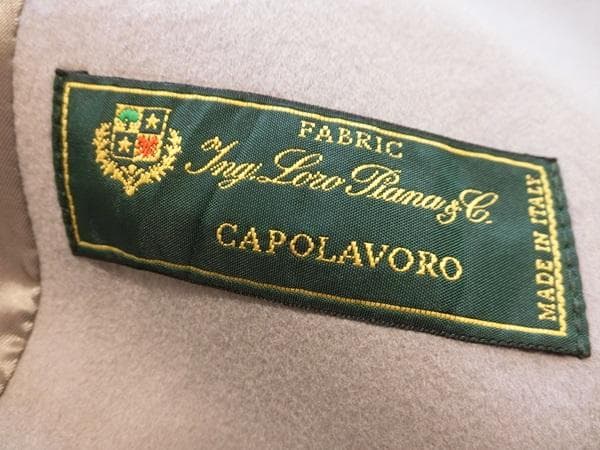 FABRIC
Ing. Loro Piana & C.
CAPOLAVORO
MADE IN ITALY